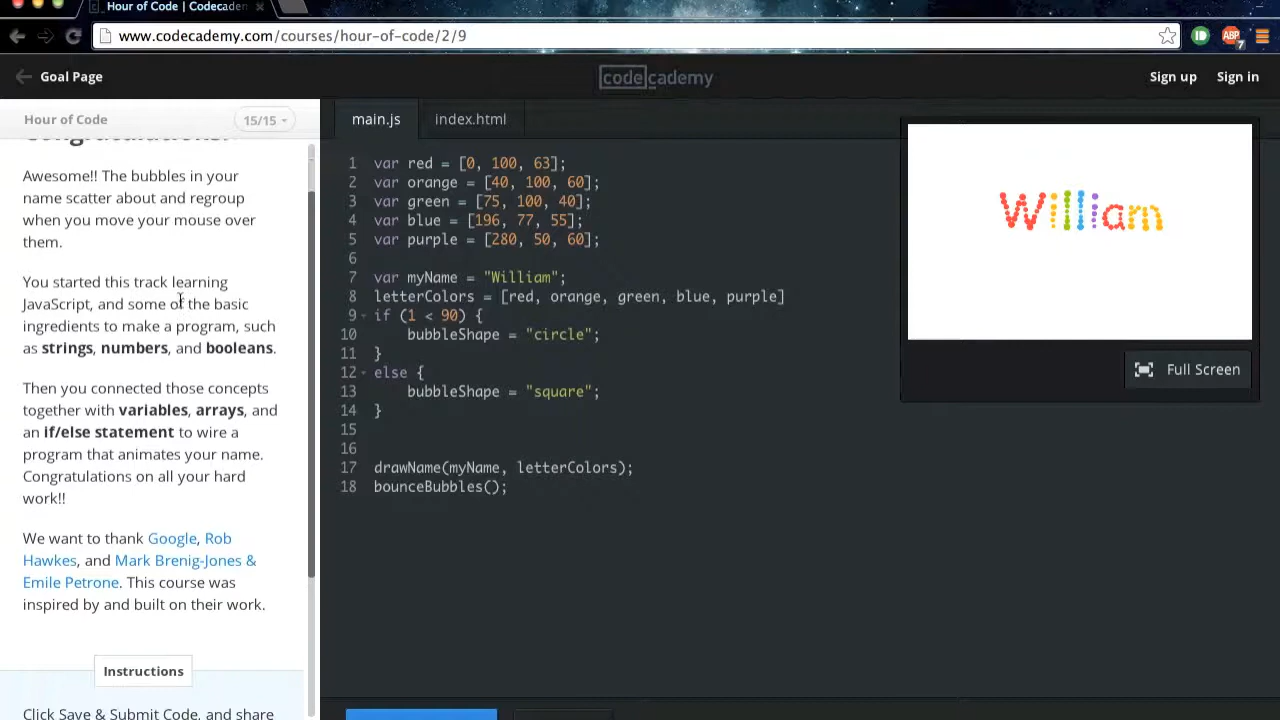 Hour of Code | Codecaden
www.codecademy.com/courses/hour-of-code/2/9
ABP
7
Goal Page
codecademy
Sign up
Sign in
Hour of Code
15/15
main.js
index.html
Congratulations!
Awesome!! The bubbles in your
name scatter about and regroup
when you move your mouse over
them.
You started this track learning
JavaScript, and some of the basic
ingredients to make a program, such
as strings, numbers, and booleans.
Then you connected those concepts
together with variables, arrays, and
an if/else statement to wire a
program that animates your name.
Congratulations on all your hard
work!!
We want to thank Google, Rob
Hawkes, and Mark Brenig-Jones &
Emile Petrone. This course was
inspired by and built on their work.
Instructions
Click Save & Submit Code, and share
1 var red = [0, 100, 63];
2 var orange = [40, 100, 60];
3 var green = [75, 100, 40];
4 var blue = [196, 77, 55];
5 var purple = [280, 50, 60];
6
7 var myName = "William";
8 letterColors = [red, orange, green, blue, purple]
9 if (1 < 90) {
10 bubbleShape = "circle";
11 }
12 else {
13 bubbleShape = "square";
14 }
15
16
17 drawName(myName, letterColors);
18 bounceBubbles();
William
Full Screen